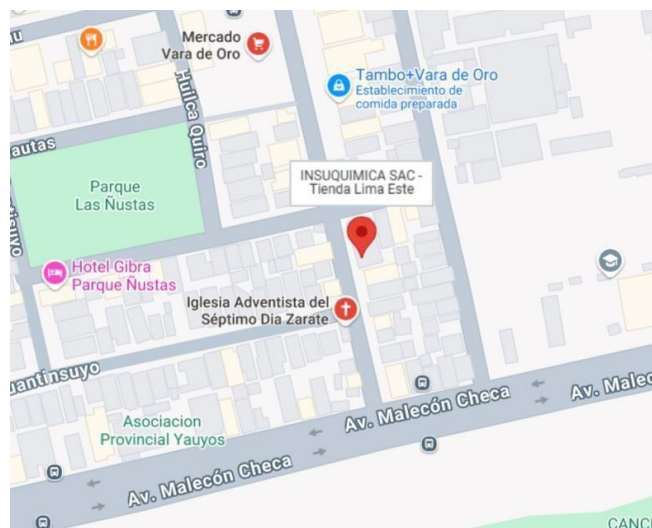 Mercado
Vara de Oro
Huilca Quiro
Tambo+Vara de Oro
Establecimiento de
comida preparada
autas
Parque
Las Ñustas
INSUQUIMICA SAC -
Tienda Lima Este
Hotel Gibra
Parque Ñustas
Iglesia Adventista del
Séptimo Dia Zarate
uantinsuyo
Asociacion
Provincial Yauyos
Av. Malecón Checa
Av. Malecón Checa
Av. Malec
CANC